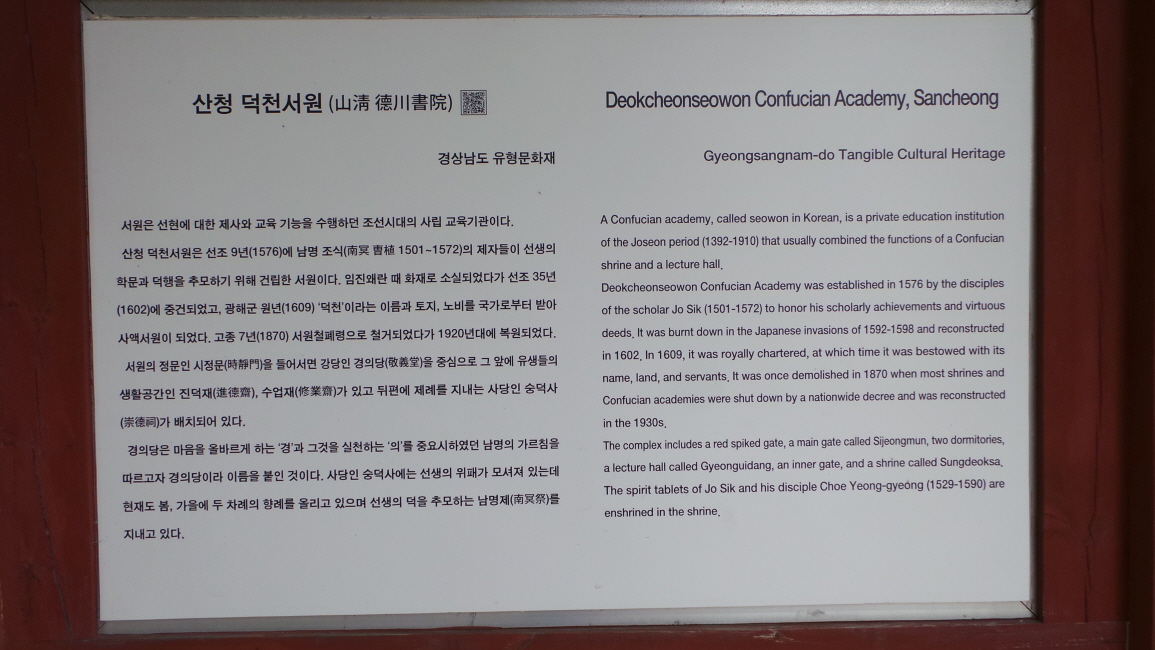 산청 덕천서원 (山淸 德川書院)
경상남도 유형문화재
서원은 선현에 대한 제사와 교육 기능을 수행하던 조선시대의 사립 교육기관이다.
산청 덕천서원은 선조 9년(1576)에 남명 조식(南冥 曺植 1501~1572)의 제자들이 선생의
학문과 덕행을 추모하기 위해 건립한 서원이다. 임진왜란 때 화재로 소실되었다가 선조 35년
(1602)에 중건되었고, 광해군 원년(1609) ‘덕천’이라는 이름과 토지, 노비를 국가로부터 받아
사액서원이 되었다. 고종 7년(1870) 서원철폐령으로 철거되었다가 1920년대에 복원되었다.
서원의 정문인 시정문(時靜門)을 들어서면 강당인 경의당(敬義堂)을 중심으로 그 앞에 유생들의
생활공간인 진덕재(進德齋), 수업재(修業齋)가 있고 뒤편에 제례를 지내는 사당인 숭덕사
(崇德祠)가 배치되어 있다.
경의당은 마음을 올바르게 하는 ‘경’과 그것을 실천하는 ‘의’를 중요시하였던 남명의 가르침을
따르고자 경의당이라 이름을 붙인 것이다. 사당인 숭덕사에는 선생의 위패가 모셔져 있는데
현재도 봄, 가을에 두 차례의 향례를 올리고 있으며 선생의 덕을 추모하는 남명제(南冥祭)를
지내고 있다.
Deokcheonseowon Confucian Academy, Sancheong
Gyeongsangnam-do Tangible Cultural Heritage
A Confucian academy, called seowon in Korean, is a private education institution
of the Joseon period (1392-1910) that usually combined the functions of a Confucian
shrine and a lecture hall.
Deokcheonseowon Confucian Academy was established in 1576 by the disciples
of the scholar Jo Sik (1501-1572) to honor his scholarly achievements and virtuous
deeds. It was burnt down in the Japanese invasions of 1592-1598 and reconstructed
in 1602. In 1609, it was royally chartered, at which time it was bestowed with its
name, land, and servants. It was once demolished in 1870 when most shrines and
Confucian academies were shut down by a nationwide decree and was reconstructed
in the 1930s.
The complex includes a red spiked gate, a main gate called Sijeongmun, two dormitories,
a lecture hall called Gyeonguidang, an inner gate, and a shrine called Sungdeoksa.
The spirit tablets of Jo Sik and his disciple Choe Yeong-gyeong (1529-1590) are
enshrined in the shrine.